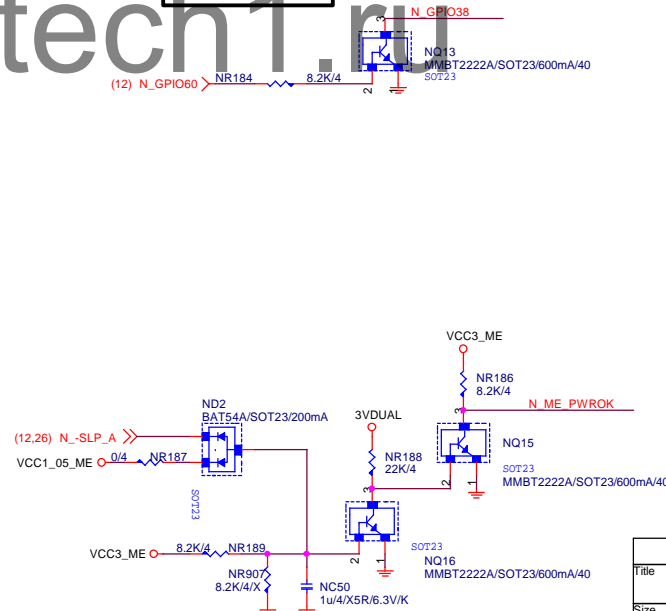 tech1.ru
N_GPIO38
3
NQ13
MMBT2222A/SOT23/600mA/40
SOT23
(12) N_GPIO60
NR184
8.2K/4
2
1
VCC3_ME
NR186
8.2K/4
N_ME_PWROK
3
NQ15
SOT23
MMBT2222A/SOT23/600mA/40
2
1
ND2
BAT54A/SOT23/200mA
3VDUAL
(12,26) N_-SLP_A
VCC1_05_ME
0/4
NR187
SOT23
NR188
22K/4
3
SOT23
NQ16
MMBT2222A/SOT23/600mA/40
2
1
VCC3_ME
8.2K/4
NR189
NR907
8.2K/4/X
NC50
1u/4/X5R/6.3V/K
Title
Size